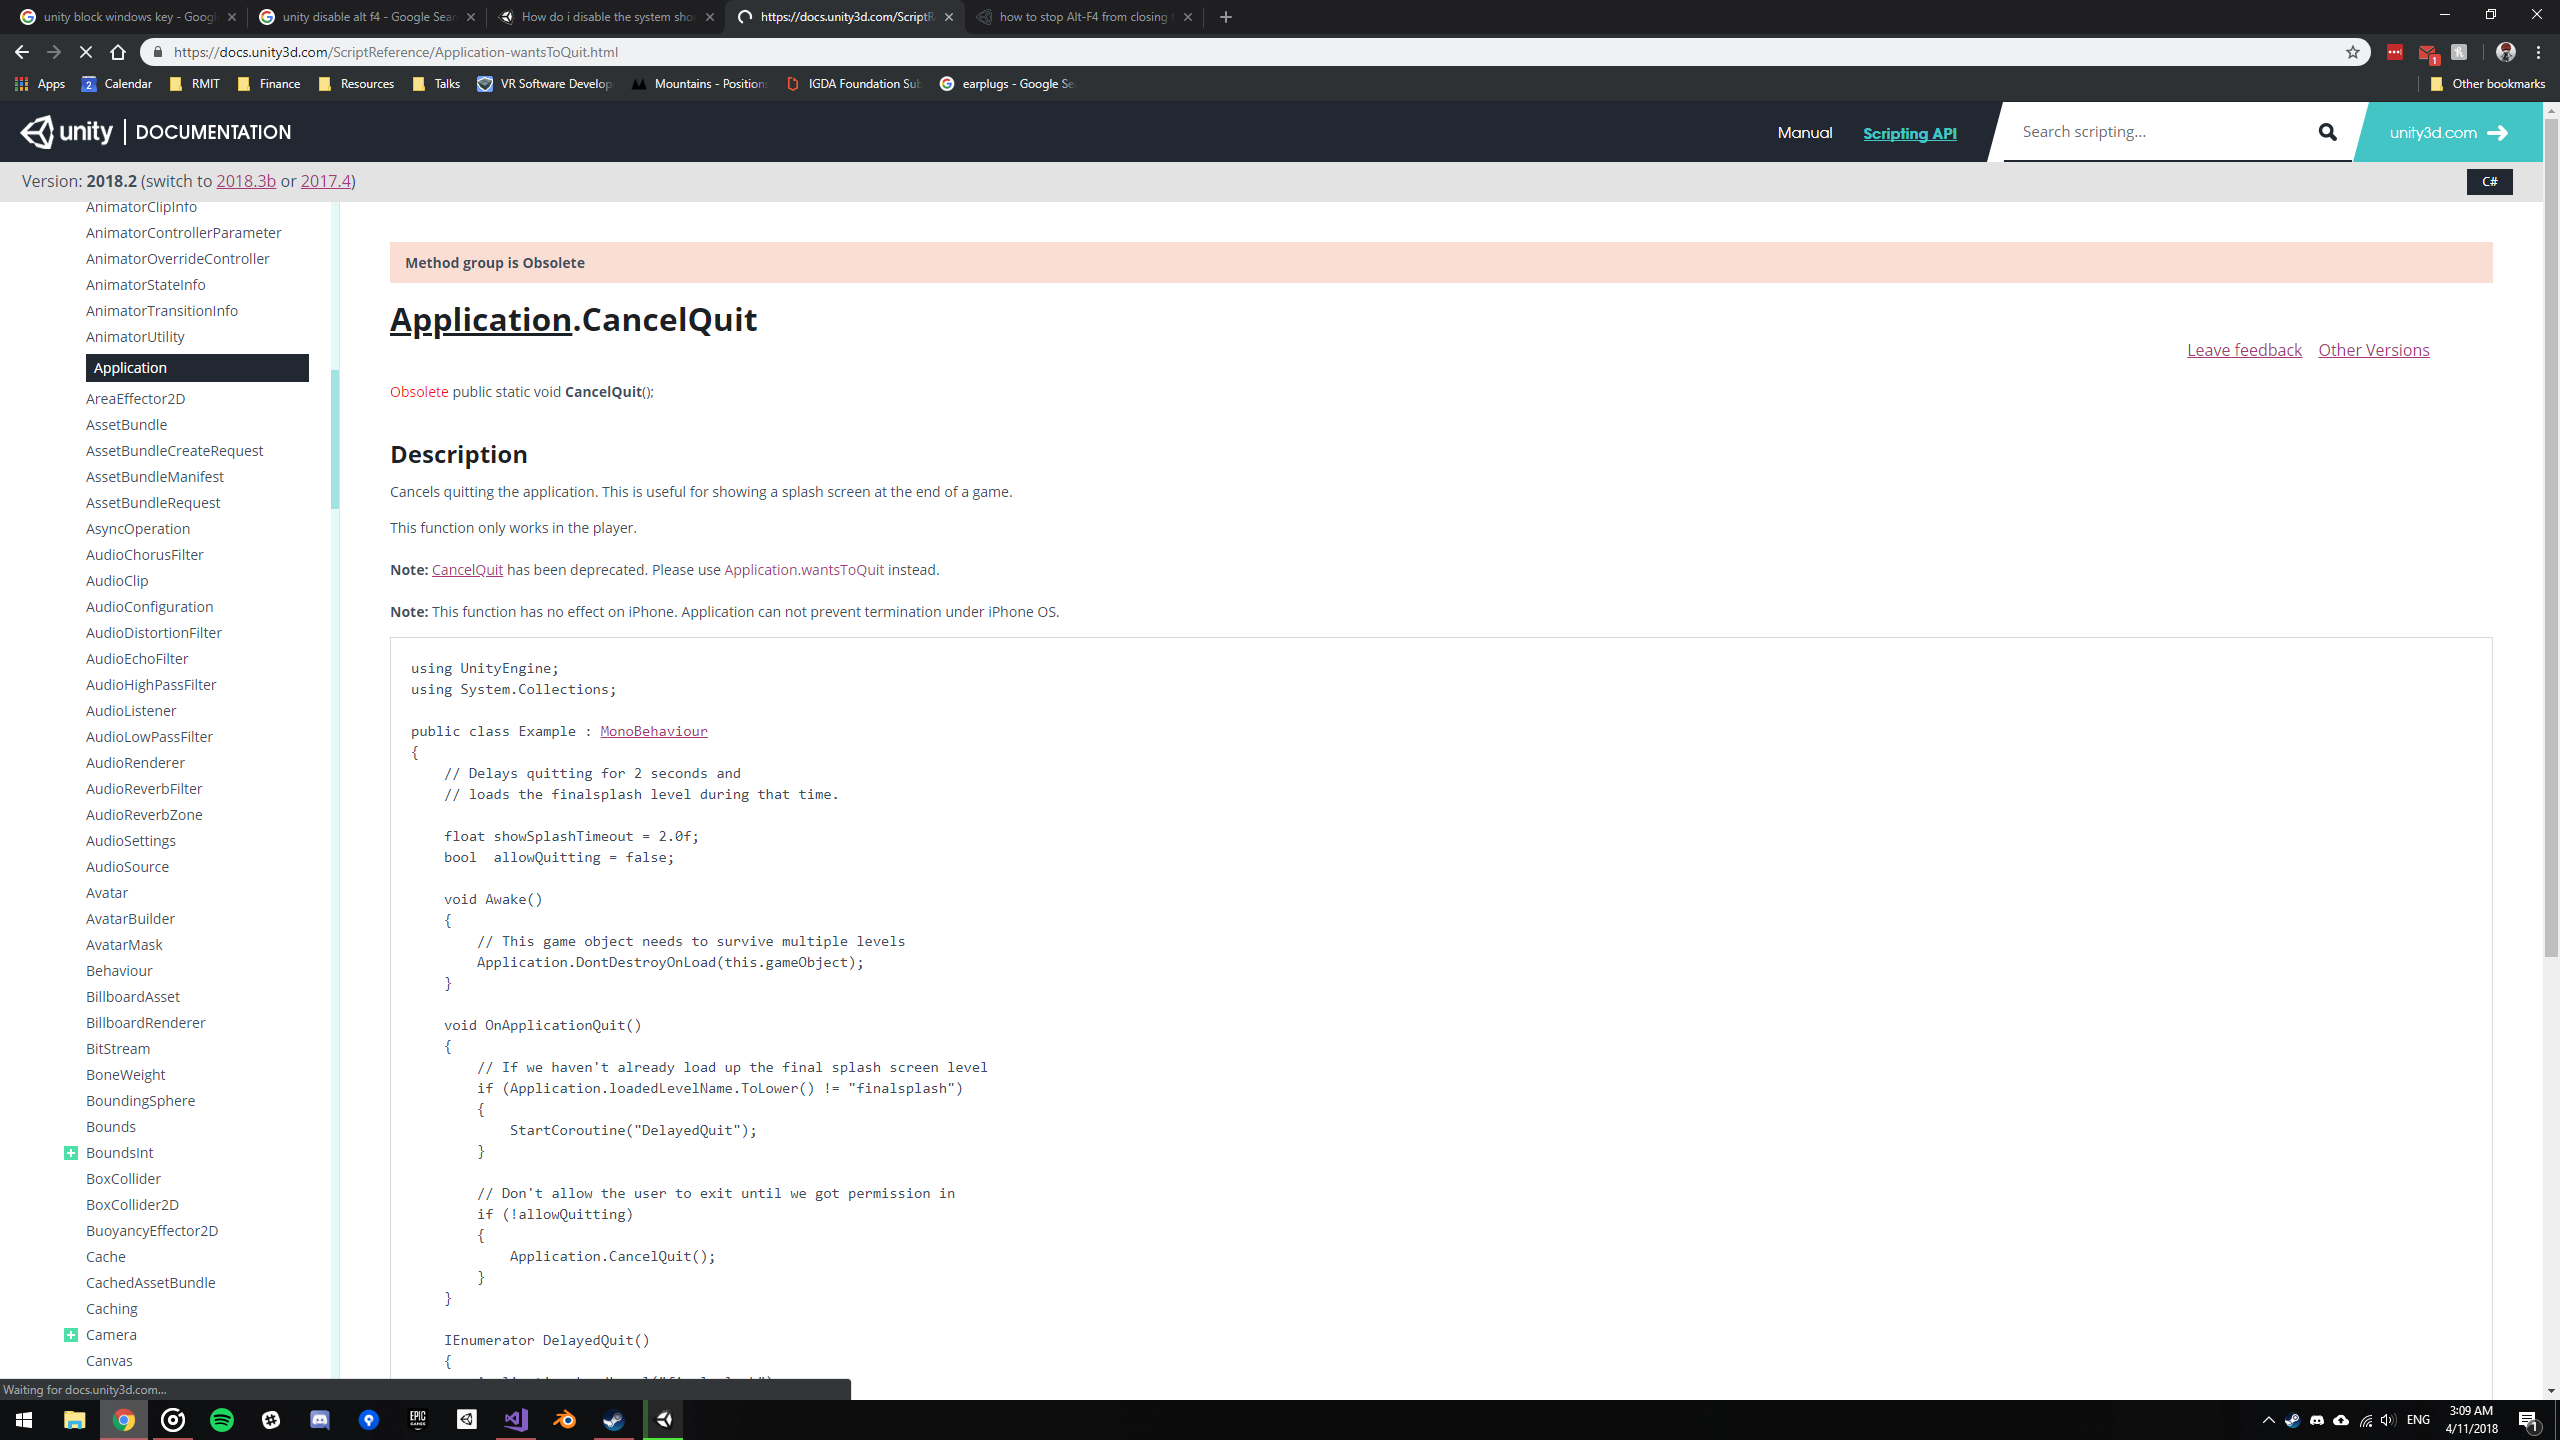 unity block windows key - Googl
unity disable alt f4 - Google Sear
How do i disable the system sho
https://docs.unity3d.com/ScriptR
how to stop Alt-F4 from closing
https://docs.unity3d.com/ScriptReference/Application-wantsToQuit.html
1
Apps
2
Calendar
RMIT
Finance
Resources
Talks
VR Software Develop
Mountains - Position
IGDA Foundation Sub
earplugs - Google Se
Other bookmarks
unity | DOCUMENTATION
Manual
Scripting API
Search scripting...
unity3d.com
Version: 2018.2 (switch to 2018.3b or 2017.4)
C#
AnimatorClipInfo
AnimatorControllerParameter
AnimatorOverrideController
AnimatorStateInfo
AnimatorTransitionInfo
AnimatorUtility
Application
AreaEffector2D
AssetBundle
AssetBundleCreateRequest
AssetBundleManifest
AssetBundleRequest
AsyncOperation
AudioChorusFilter
AudioClip
AudioConfiguration
AudioDistortionFilter
AudioEchoFilter
AudioHighPassFilter
AudioListener
AudioLowPassFilter
AudioRenderer
AudioReverbFilter
AudioReverbZone
AudioSettings
AudioSource
Avatar
AvatarBuilder
AvatarMask
Behaviour
BillboardAsset
BillboardRenderer
BitStream
BoneWeight
BoundingSphere
Bounds
BoundsInt
BoxCollider
BoxCollider2D
BuoyancyEffector2D
Cache
CachedAssetBundle
Caching
Camera
Canvas
Method group is Obsolete
Application.CancelQuit
Leave feedback
Other Versions
Obsolete public static void CancelQuit();
Description
Cancels quitting the application. This is useful for showing a splash screen at the end of a game.
This function only works in the player.
Note: CancelQuit has been deprecated. Please use Application.wantsToQuit instead.
Note: This function has no effect on iPhone. Application can not prevent termination under iPhone OS.
using UnityEngine;
using System.Collections;
public class Example : MonoBehaviour
{
// Delays quitting for 2 seconds and
// loads the finalsplash level during that time.
float showSplashTimeout = 2.0f;
bool  allowQuitting = false;
void Awake()
{
// This game object needs to survive multiple levels
Application.DontDestroyOnLoad(this.gameObject);
}
void OnApplicationQuit()
{
// If we haven't already load up the final splash screen level
if (Application.loadedLevelName.ToLower() != "finalsplash")
{
StartCoroutine("DelayedQuit");
}
// Don't allow the user to exit until we got permission in
if (!allowQuitting)
{
Application.CancelQuit();
}
}
IEnumerator DelayedQuit()
{
Waiting for docs.unity3d.com...
EPIC
GAMES
ENG
3:09 AM
4/11/2018
1